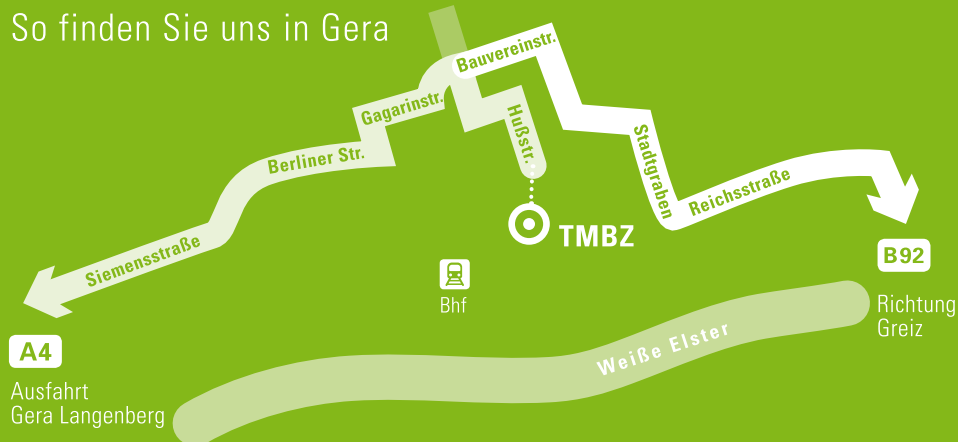 So finden Sie uns in Gera
Bauvereinstr.
Gagarinstr.
Hußstr.
Berliner Str.
Stadtgraben
Reichsstraße
Siemensstraße
TMBZ
B92
Bhf
Richtung
Greiz
Weiße Elster
A4
Ausfahrt
Gera Langenberg